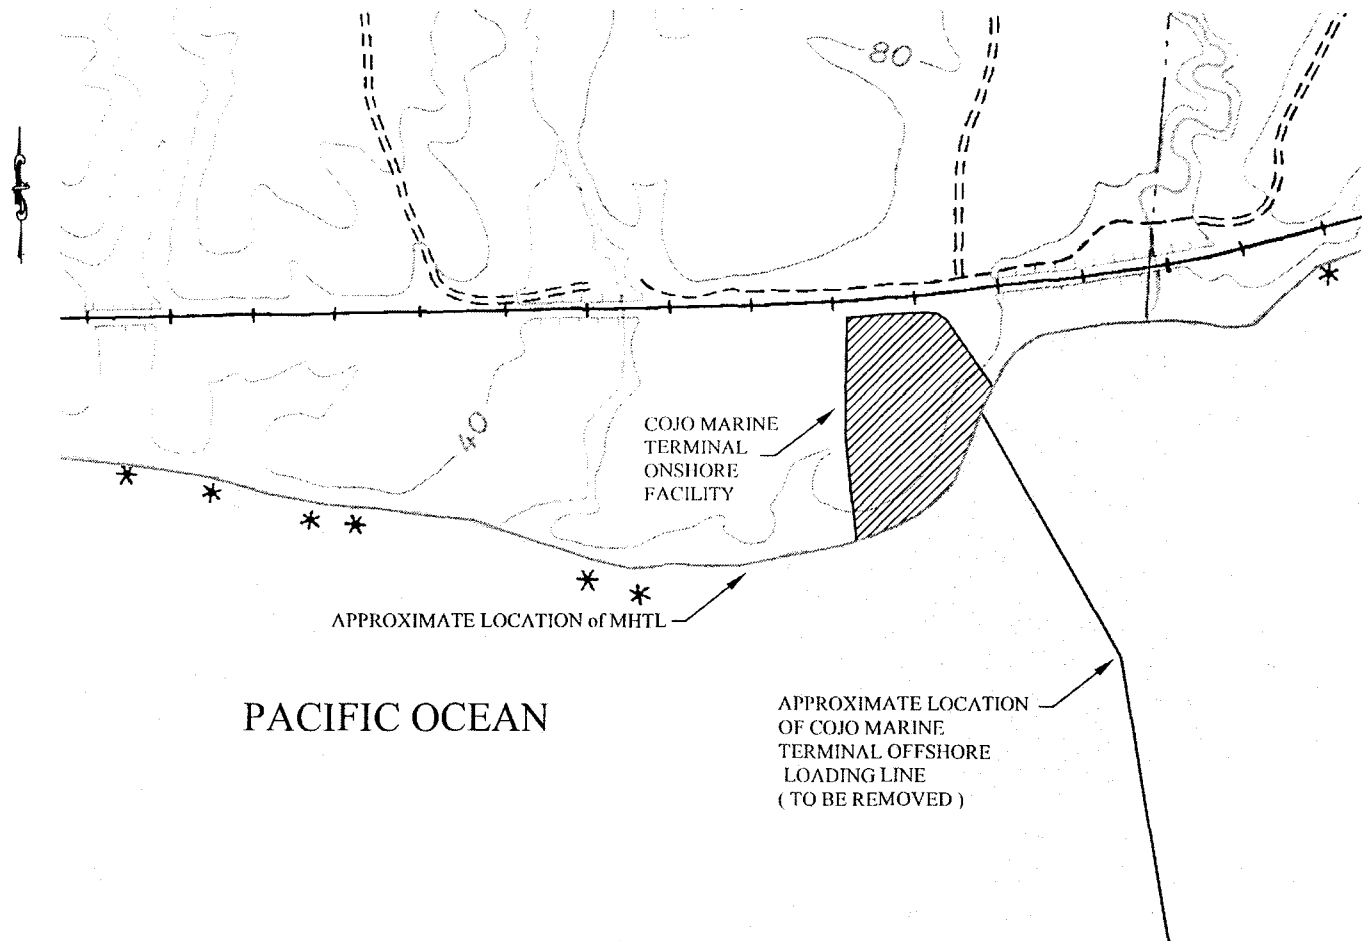 80
40
COJO MARINE
TERMINAL
ONSHORE
FACILITY
APPROXIMATE LOCATION of MHTL
PACIFIC OCEAN
APPROXIMATE LOCATION
OF COJO MARINE
TERMINAL OFFSHORE
LOADING LINE
( TO BE REMOVED )